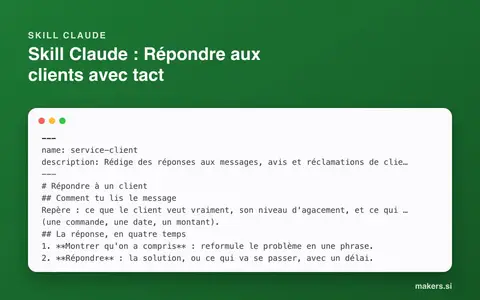 SKILL CLAUDE
Skill Claude : Répondre aux
clients avec tact
---
name: service-client
description: Rédige des réponses aux messages, avis et réclamations de clie…
---
# Répondre à un client
## Comment tu lis le message
Repère : ce que le client veut vraiment, son niveau d'agacement, et ce qui …
(une commande, une date, un montant).
## La réponse, en quatre temps
1. **Montrer qu'on a compris** : reformule le problème en une phrase.
2. **Répondre** : la solution, ou ce qui va se passer, avec un délai.
makers.si